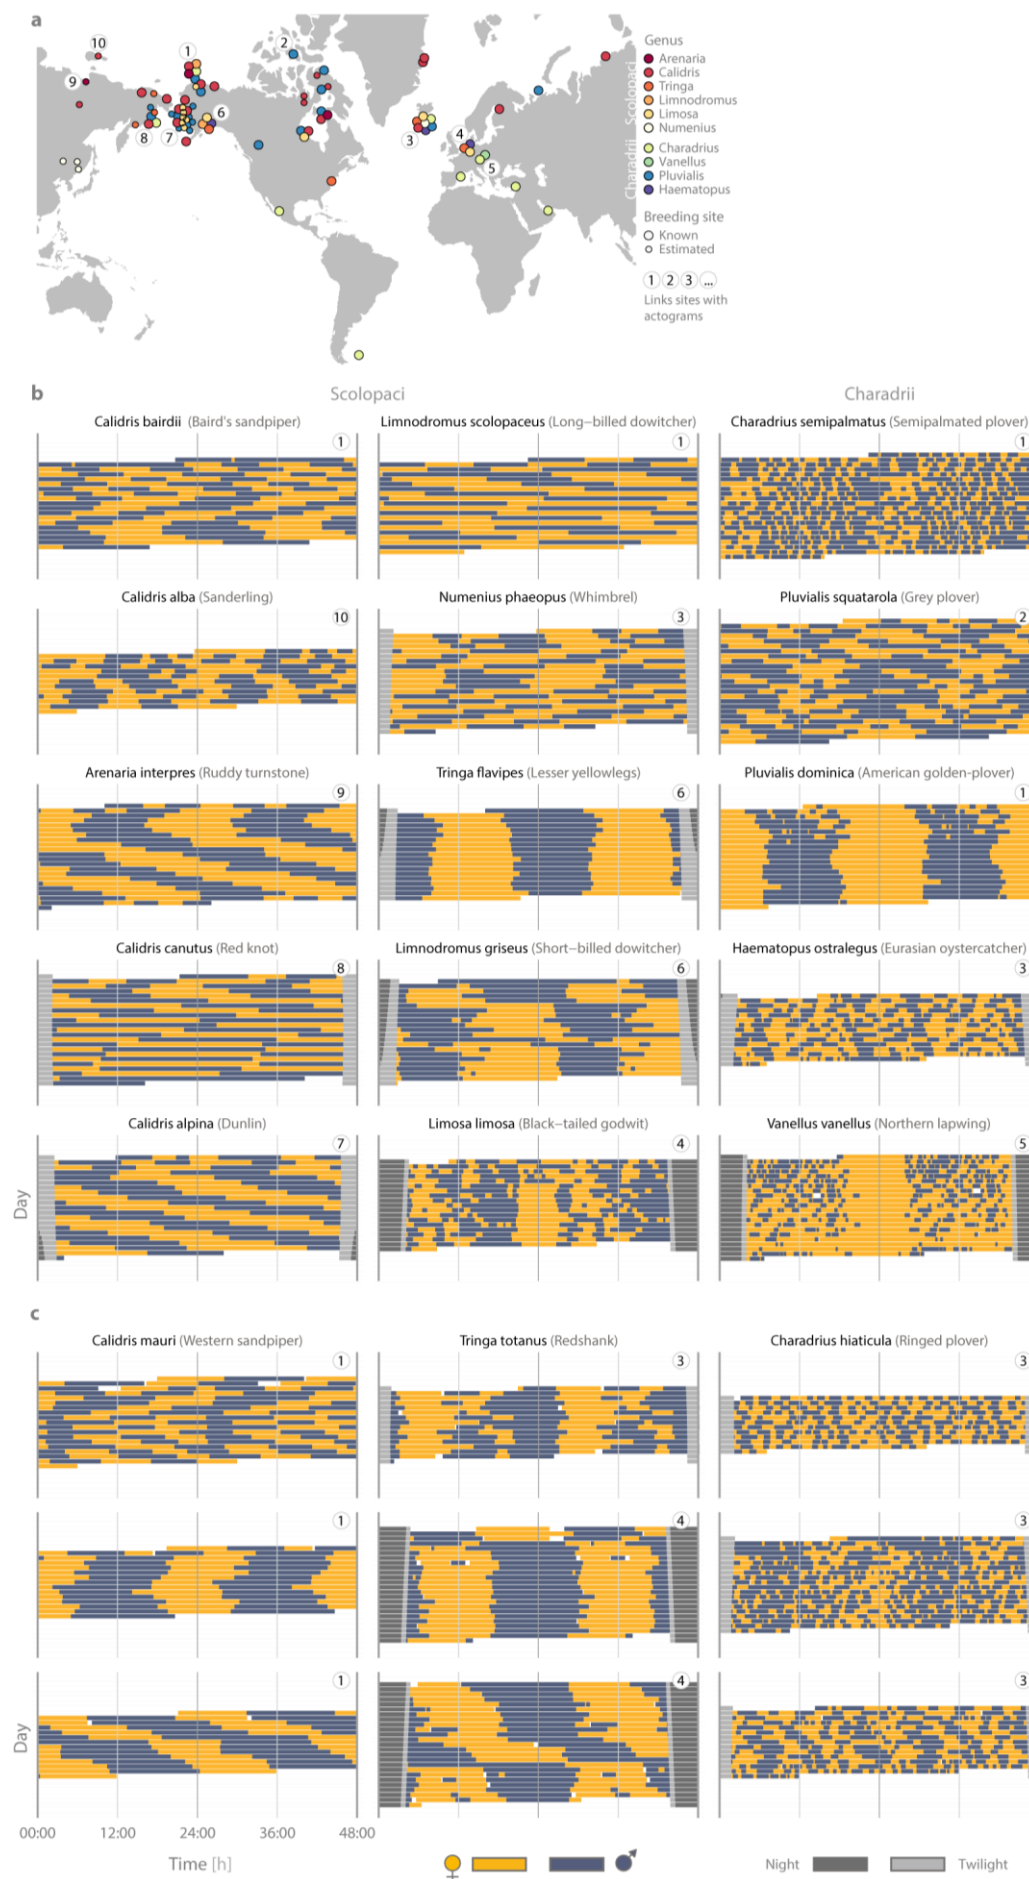 a
10
1
2
9
6
8
7
3
4
5
Genus
Scolopaci
Arenaria
Calidris
Tringa
Limnodromus
Limosa
Numenius
Charadrii
Charadrius
Vanellus
Pluvialis
Haematopus
Breeding site
Known
Estimated
1 2 3 ...
Links sites with
actograms
b
Scolopaci
Charadrii
Calidris bairdii (Baird's sandpiper)
1
Limnodromus scolopaceus (Long−billed dowitcher)
1
Charadrius semipalmatus (Semipalmated plover)
1
Calidris alba (Sanderling)
10
Numenius phaeopus (Whimbrel)
3
Pluvialis squatarola (Grey plover)
2
Arenaria interpres (Ruddy turnstone)
9
Tringa flavipes (Lesser yellowlegs)
6
Pluvialis dominica (American golden-plover)
1
Calidris canutus (Red knot)
8
Limnodromus griseus (Short−billed dowitcher)
6
Haematopus ostralegus (Eurasian oystercatcher)
3
Calidris alpina (Dunlin)
7
Limosa limosa (Black−tailed godwit)
4
Vanellus vanellus (Northern lapwing)
5
Day
c
Calidris mauri (Western sandpiper)
1
Tringa totanus (Redshank)
3
Charadrius hiaticula (Ringed plover)
3
1
4
3
1
4
3
Day
00:00 12:00 24:00 36:00 48:00
Time [h]
♀ ♂
Night
Twilight